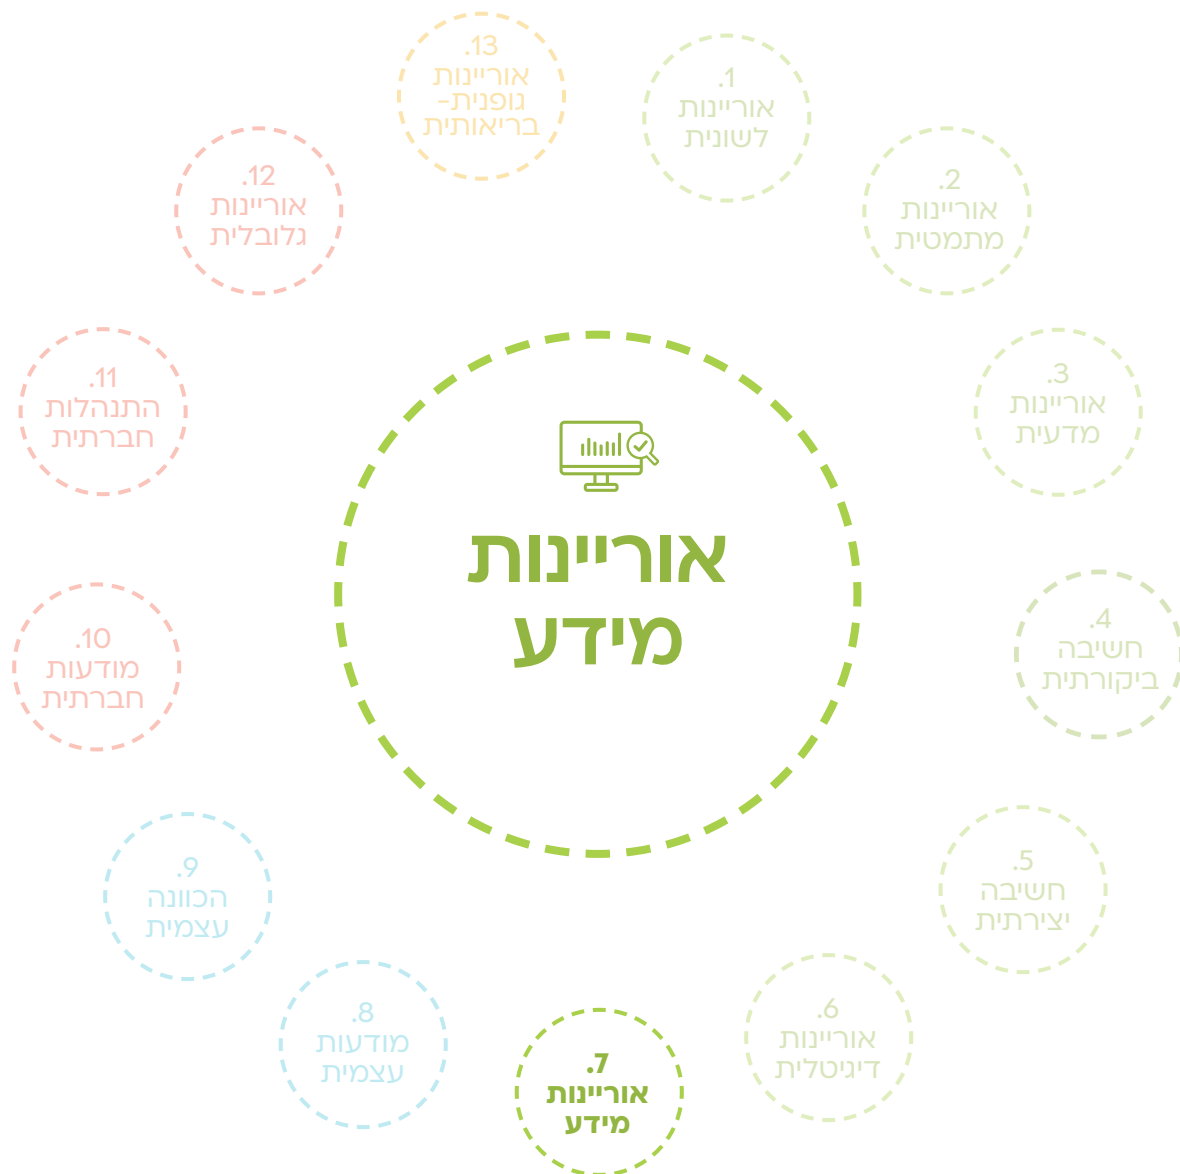 אוריינות
מידע
1.
אוריינות
לשונית
2.
אוריינות
מתמטית
3.
אוריינות
מדעית
4.
חשיבה
ביקורתית
5.
חשיבה
יצירתית
6.
אוריינות
דיגיטלית
7.
אוריינות
מידע
8.
מודעות
עצמית
9.
הכוונה
עצמית
10.
מודעות
חברתית
11.
התנהלות
חברתית
12.
אוריינות
גלובלית
13.
אוריינות
גופנית-
בריאותית